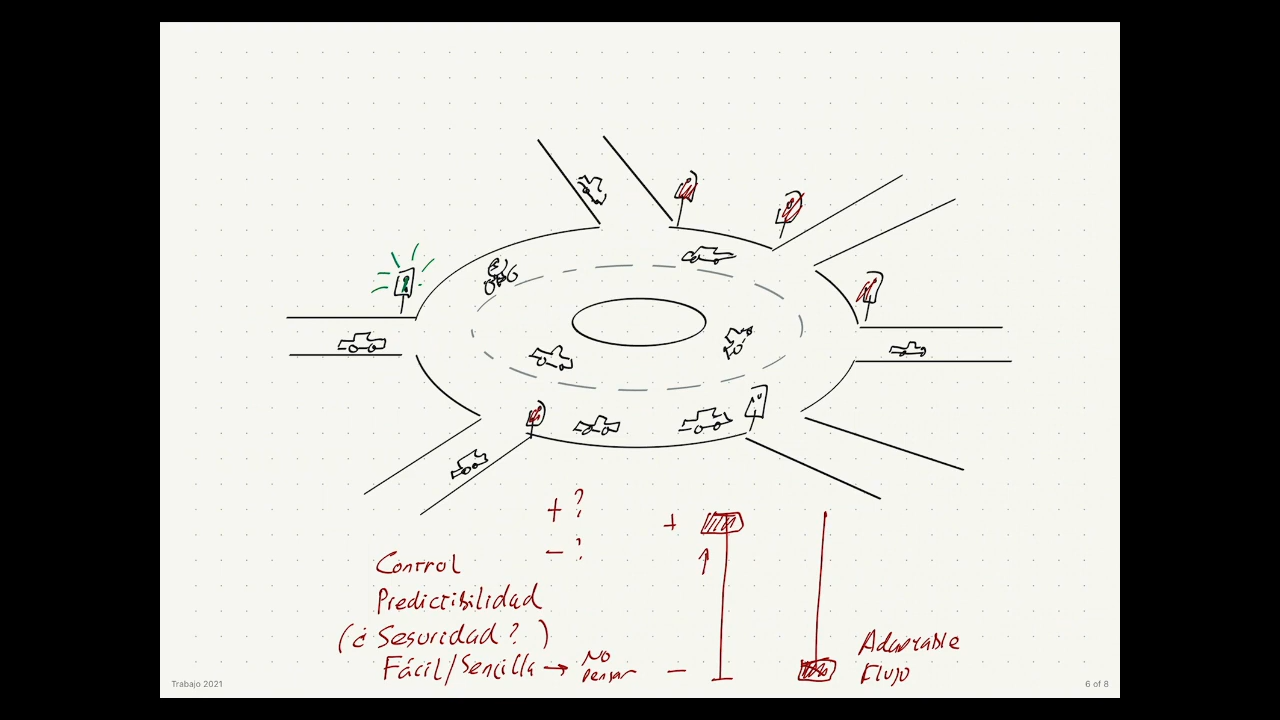 + ?
- ?
+
Control
Predictibilidad
(¿ Seguridad ? )
Fácil/Sencilla → No pensar
-
Adaptable
Flujo
Trabajo 2021
6 of 8